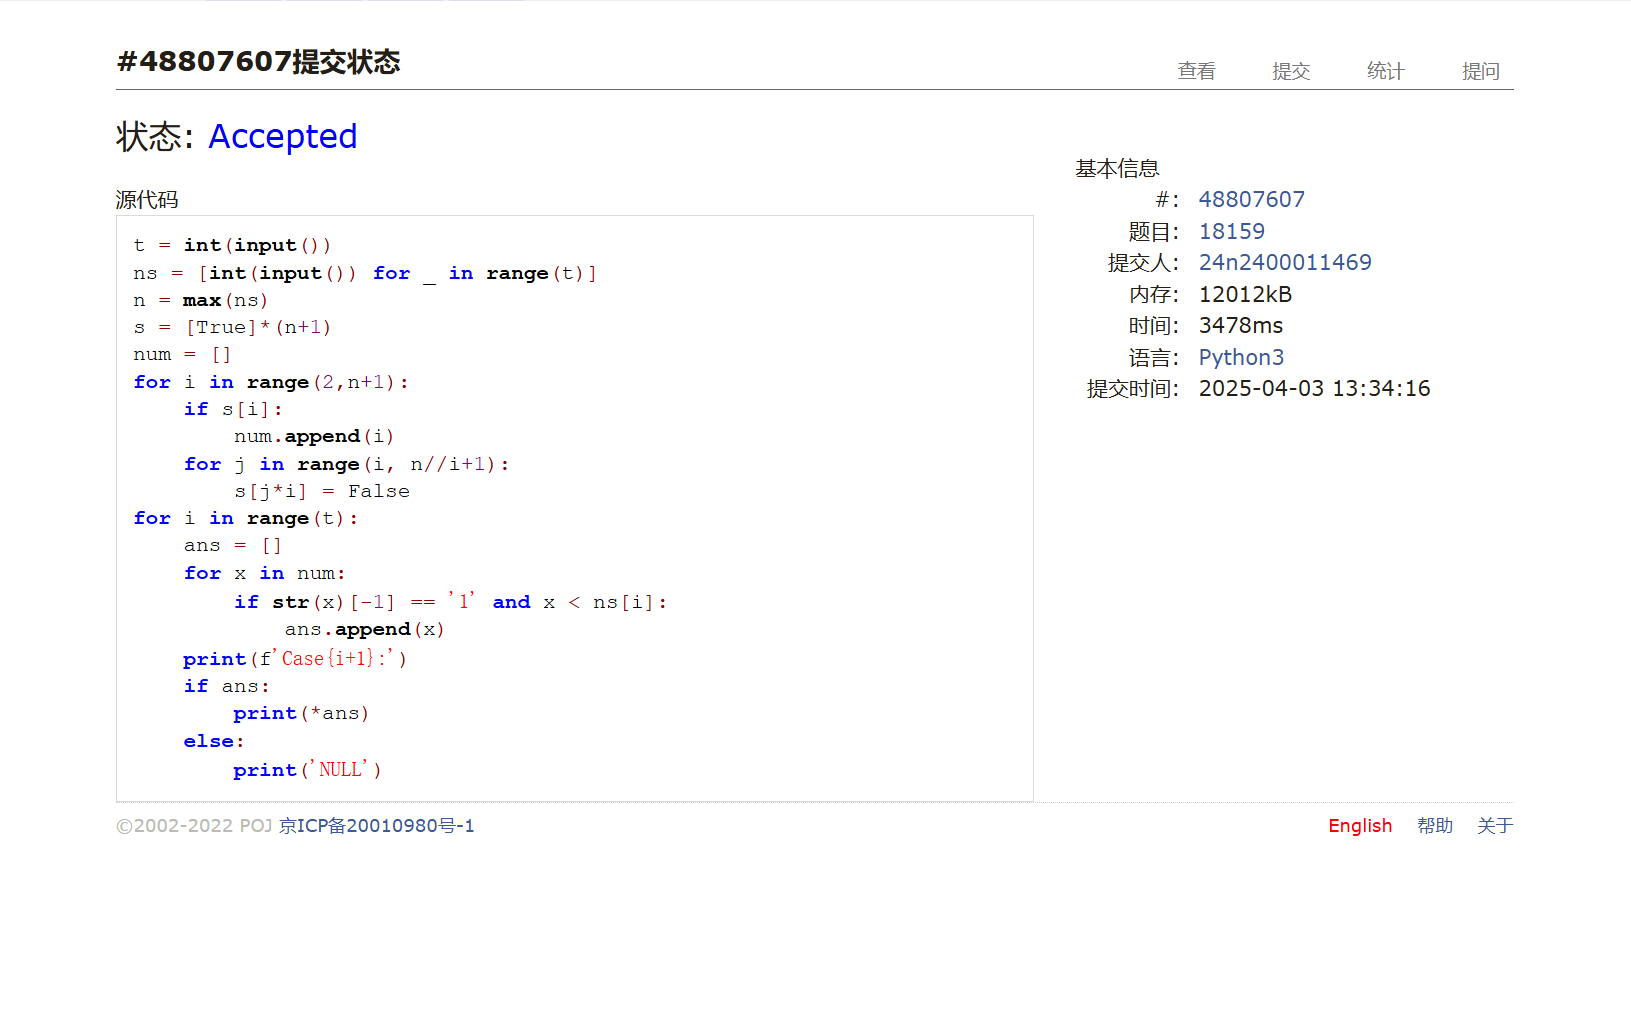 #48807607提交状态
查看 提交 统计 提问
状态: Accepted
源代码
t = int(input())
ns = [int(input()) for _ in range(t)]
n = max(ns)
s = [True]*(n+1)
num = []
for i in range(2,n+1):
    if s[i]:
        num.append(i)
    for j in range(i, n//i+1):
        s[j*i] = False
for i in range(t):
    ans = []
    for x in num:
        if str(x)[-1] == '1' and x < ns[i]:
            ans.append(x)
    print(f'Case{i+1}:')
    if ans:
        print(*ans)
    else:
        print('NULL')
基本信息
#: 48807607
题目: 18159
提交人: 24n2400011469
内存: 12012kB
时间: 3478ms
语言: Python3
提交时间: 2025-04-03 13:34:16
©2002-2022 POJ 京ICP备20010980号-1
English 帮助 关于